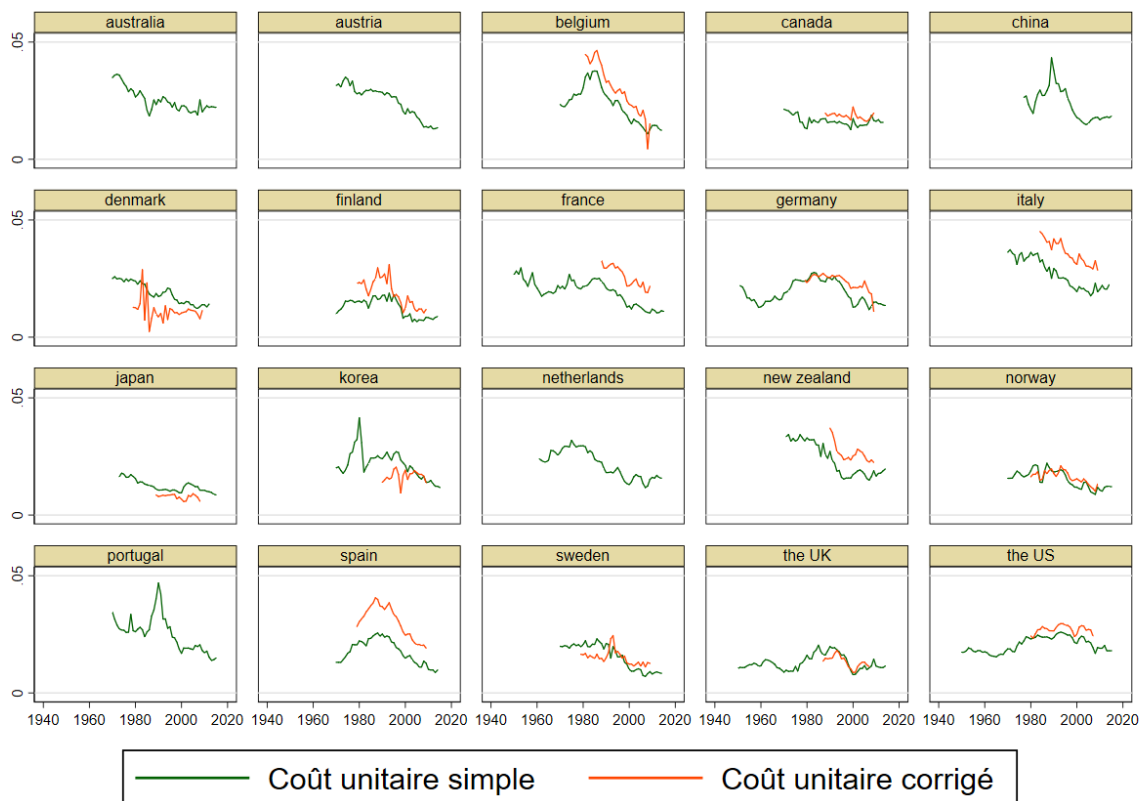 australia austria belgium canada china
.05
0
denmark finland france germany italy
.05
0
japan korea netherlands new zealand norway
.05
0
portugal spain sweden the UK the US
.05
0
1940 1960 1980 2000 2020 1940 1960 1980 2000 2020 1940 1960 1980 2000 2020 1940 1960 1980 2000 2020 1940 1960 1980 2000 2020
Coût unitaire simple Coût unitaire corrigé